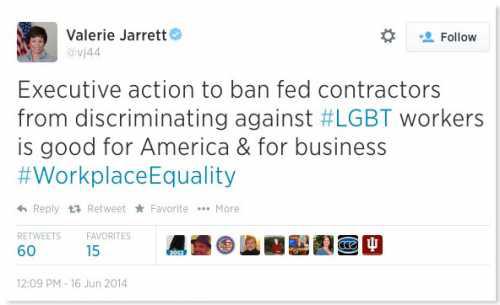 Valerie Jarrett
@vj44
Follow
Executive action to ban fed contractors
from discriminating against #LGBT workers
is good for America & for business
#WorkplaceEquality
Reply Retweet Favorite More
RETWEETS FAVORITES
60 15
12:09 PM - 16 Jun 2014